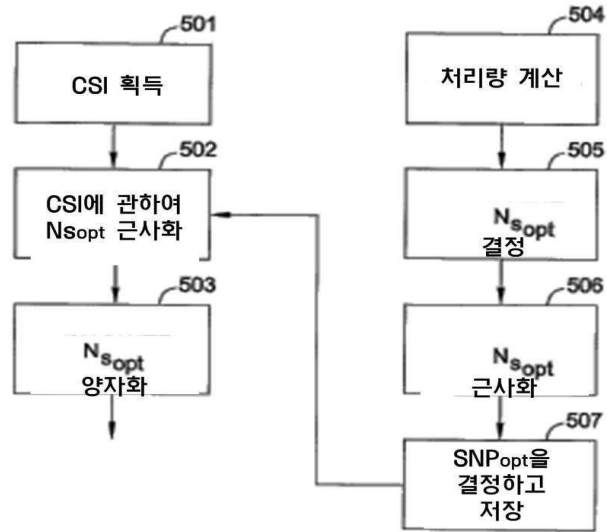 501
CSI 획득
502
CSI에 관하여
Nsopt 근사화
503
Nsopt
양자화
504
처리량 계산
505
Nsopt
결정
506
Nsopt
근사화
507
SNPopt을
결정하고
저장